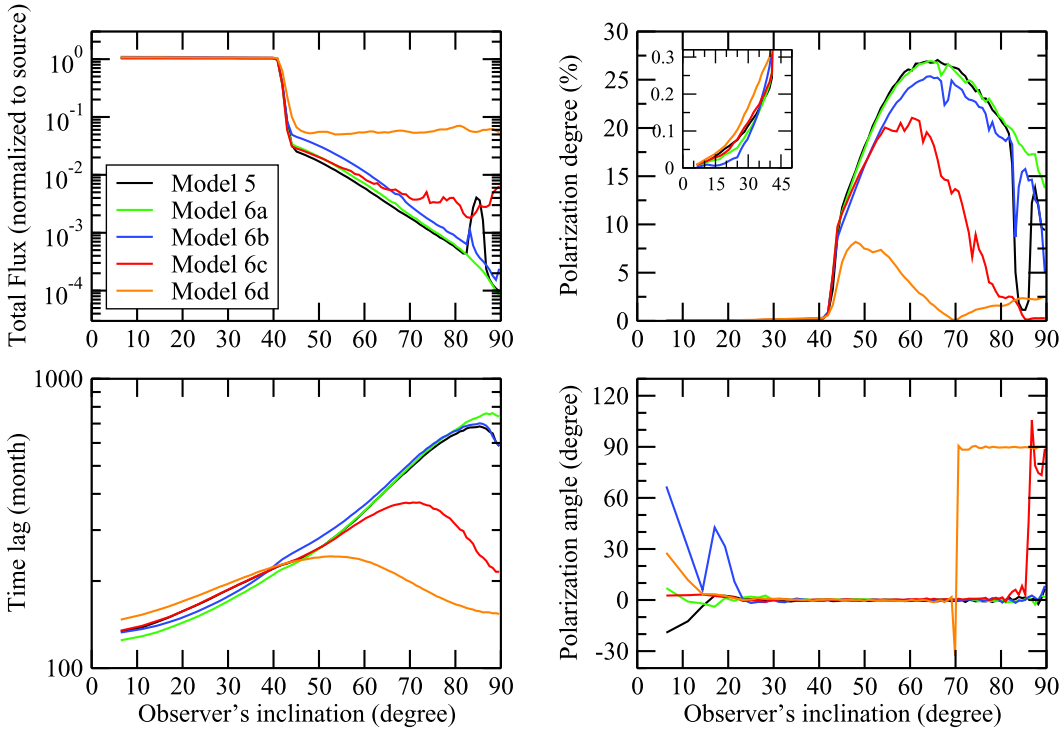 Total Flux (normalized to source)
10^0
10^-1
10^-2
10^-3
10^-4
Model 5
Model 6a
Model 6b
Model 6c
Model 6d
0 10 20 30 40 50 60 70 80 90
Polarization degree (%)
30
25
20
15
10
5
0
0.3
0.2
0.1
0
0 15 30 45
0 10 20 30 40 50 60 70 80 90
Time lag (month)
1000
100
0 10 20 30 40 50 60 70 80 90
Observer's inclination (degree)
Polarization angle (degree)
120
90
60
30
0
-30
0 10 20 30 40 50 60 70 80 90
Observer's inclination (degree)